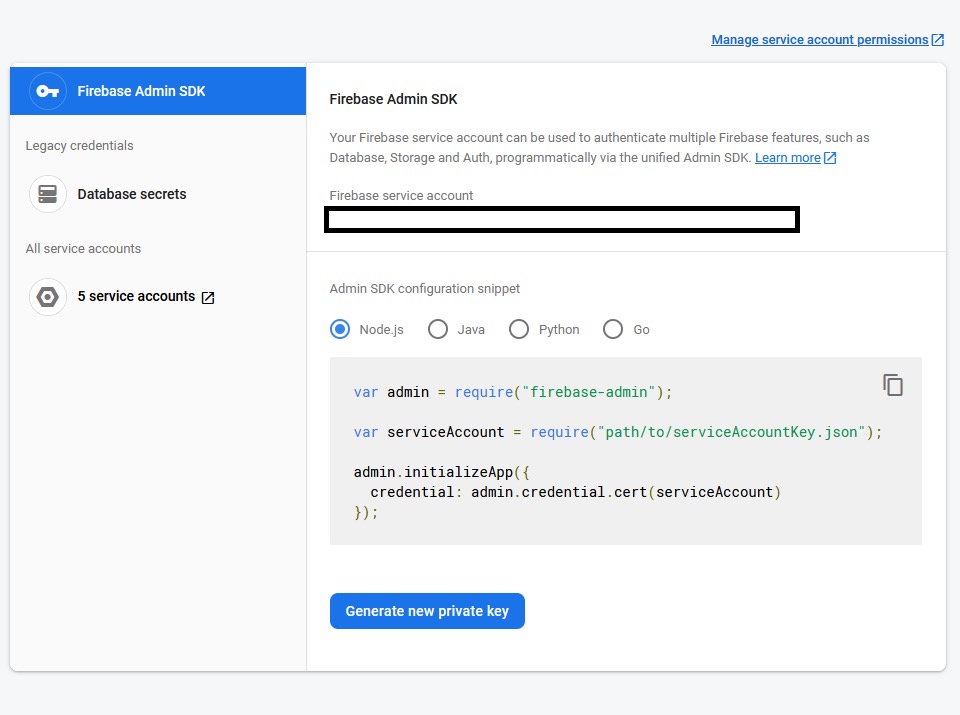 Manage service account permissions
Firebase Admin SDK
Legacy credentials
Database secrets
All service accounts
5 service accounts
Firebase Admin SDK
Your Firebase service account can be used to authenticate multiple Firebase features, such as
Database, Storage and Auth, programmatically via the unified Admin SDK. Learn more
Firebase service account
Admin SDK configuration snippet
Node.js Java Python Go
var admin = require("firebase-admin");
var serviceAccount = require("path/to/serviceAccountKey.json");
admin.initializeApp({
  credential: admin.credential.cert(serviceAccount)
});
Generate new private key